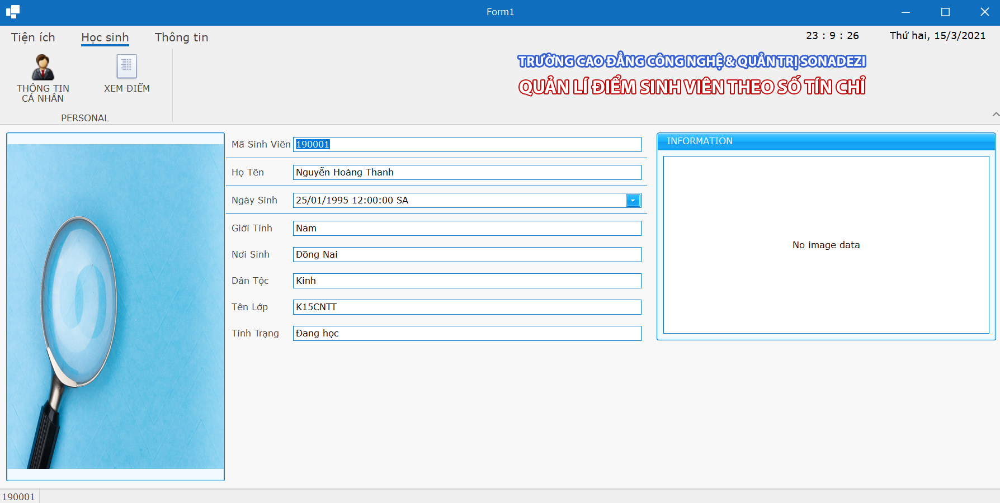 Form1
Tiện ích Học sinh Thông tin
23 : 9 : 26 Thứ hai, 15/3/2021
TRƯỜNG CAO ĐẲNG CÔNG NGHỆ & QUẢN TRỊ SONADEZI
QUẢN LÍ ĐIỂM SINH VIÊN THEO SỐ TÍN CHỈ
THÔNG TIN
CÁ NHÂN
XEM ĐIỂM
PERSONAL
Mã Sinh Viên 190001
Họ Tên Nguyễn Hoàng Thanh
Ngày Sinh 25/01/1995 12:00:00 SA
Giới Tính Nam
Nơi Sinh Đồng Nai
Dân Tộc Kinh
Tên Lớp K15CNTT
Tình Trạng Đang học
INFORMATION
No image data
190001